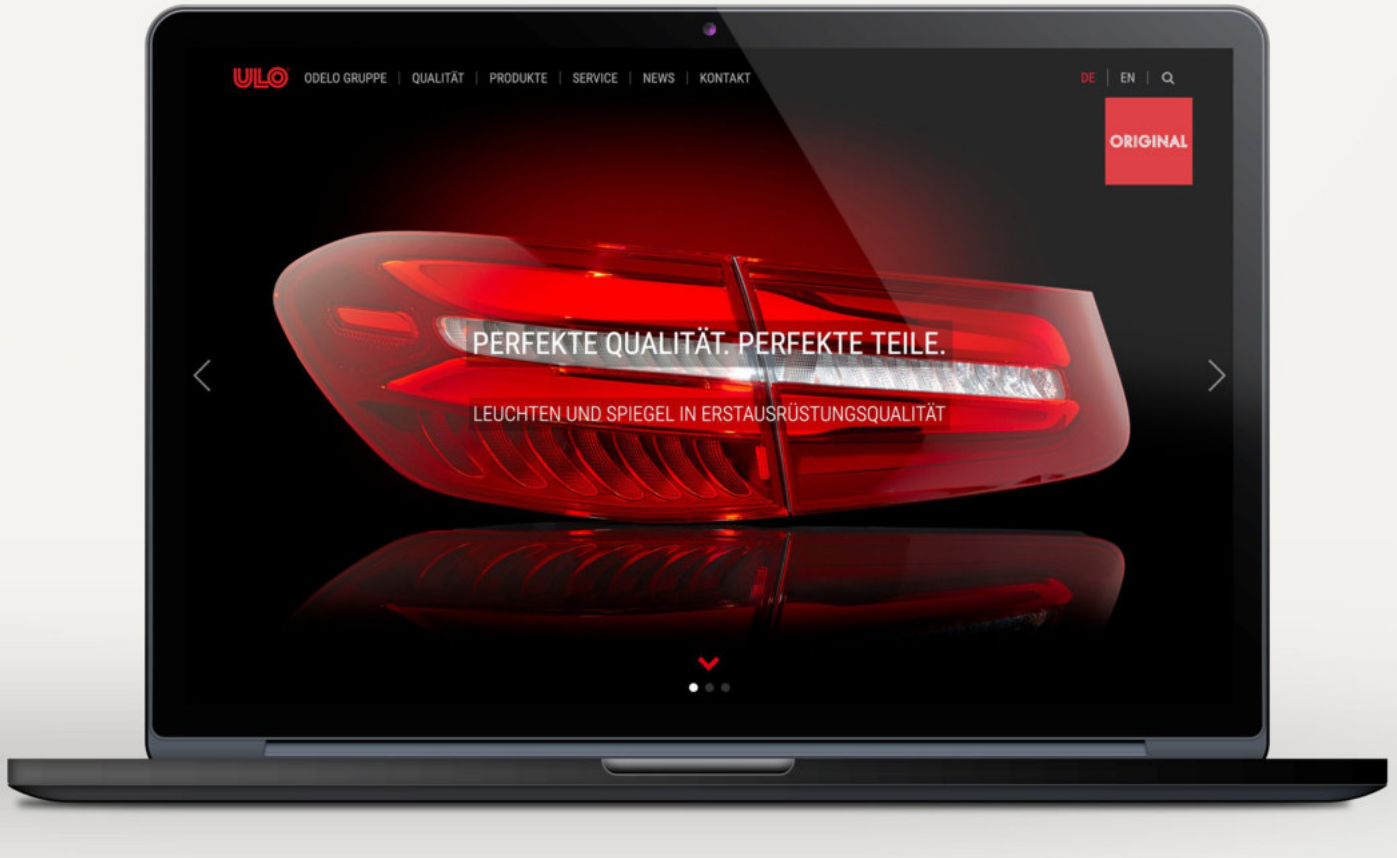 ULO ODELO GRUPPE | QUALITÄT | PRODUKTE | SERVICE | NEWS | KONTAKT DE | EN
ORIGINAL
PERFEKTE QUALITÄT. PERFEKTE TEILE.
LEUCHTEN UND SPIEGEL IN ERSTAUSRÜSTUNGSQUALITÄT